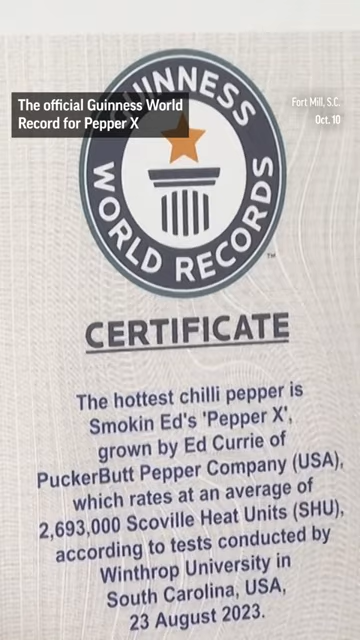 The official Guinness World
Record for Pepper X
Fort Mill, S.C.
Oct. 10
GUINNESS
WORLD RECORDS
TM
CERTIFICATE
The hottest chilli pepper is
Smokin Ed's 'Pepper X',
grown by Ed Currie of
PuckerButt Pepper Company (USA),
which rates at an average of
2,693,000 Scoville Heat Units (SHU),
according to tests conducted by
Winthrop University in
South Carolina, USA,
23 August 2023.